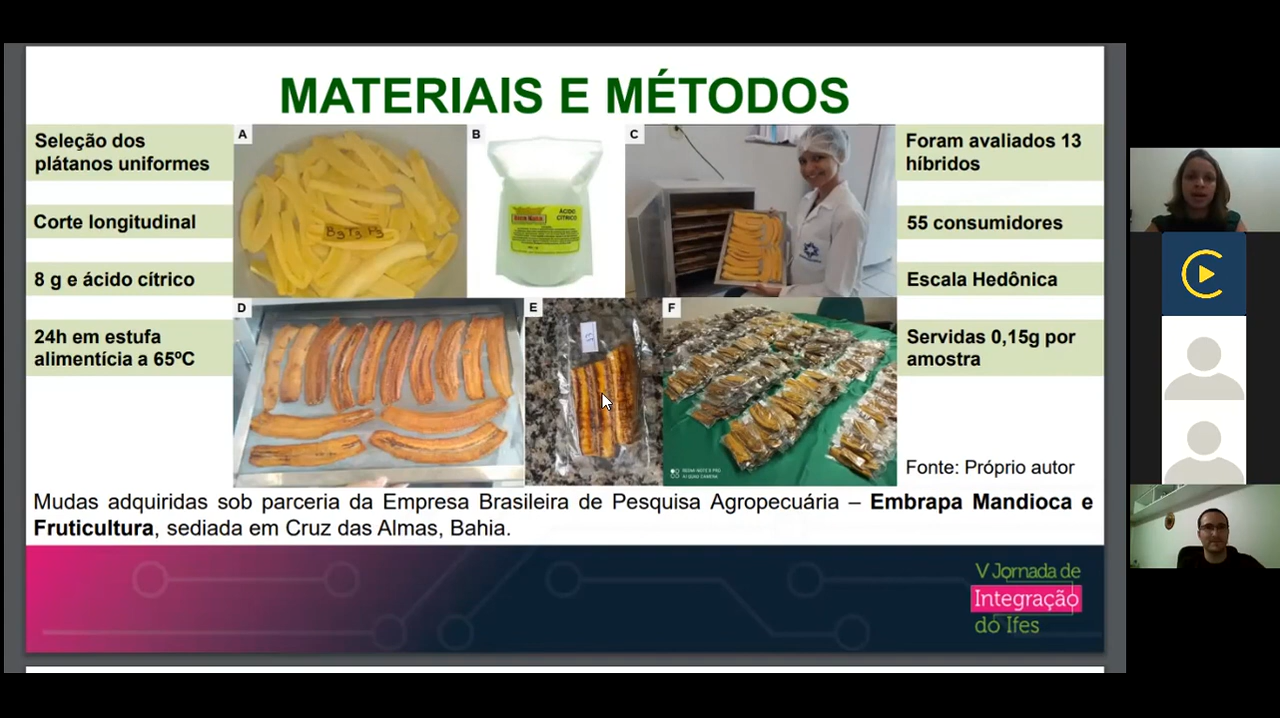 MATERIAIS E MÉTODOS
Seleção dos
plátanos uniformes
Corte longitudinal
8 g e ácido cítrico
24h em estufa
alimentícia a 65ºC
A
B
ÁCIDO
CÍTRICO
C
D
E
F
Foram avaliados 13
híbridos
55 consumidores
Escala Hedônica
Servidas 0,15g por
amostra
Fonte: Próprio autor
Mudas adquiridas sob parceria da Empresa Brasileira de Pesquisa Agropecuária – Embrapa Mandioca e
Fruticultura, sediada em Cruz das Almas, Bahia.
V Jornada de
Integração
do Ifes